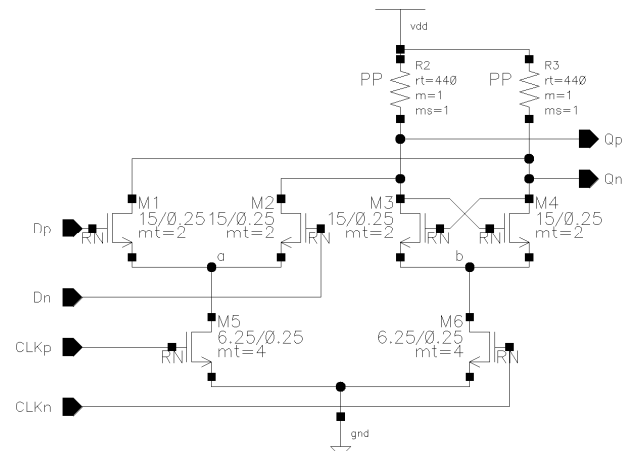 vdd
R2
rt=440
m=1
ms=1
PP
R3
rt=440
m=1
ms=1
PP
Qp
Qn
M1
15/0.25
mt=2
RN
M2
15/0.25
mt=2
RN
M3
15/0.25
mt=2
RN
M4
15/0.25
mt=2
RN
Dp
a
b
Dn
M5
6.25/0.25
mt=4
RN
M6
6.25/0.25
mt=4
RN
CLKp
CLKn
gnd